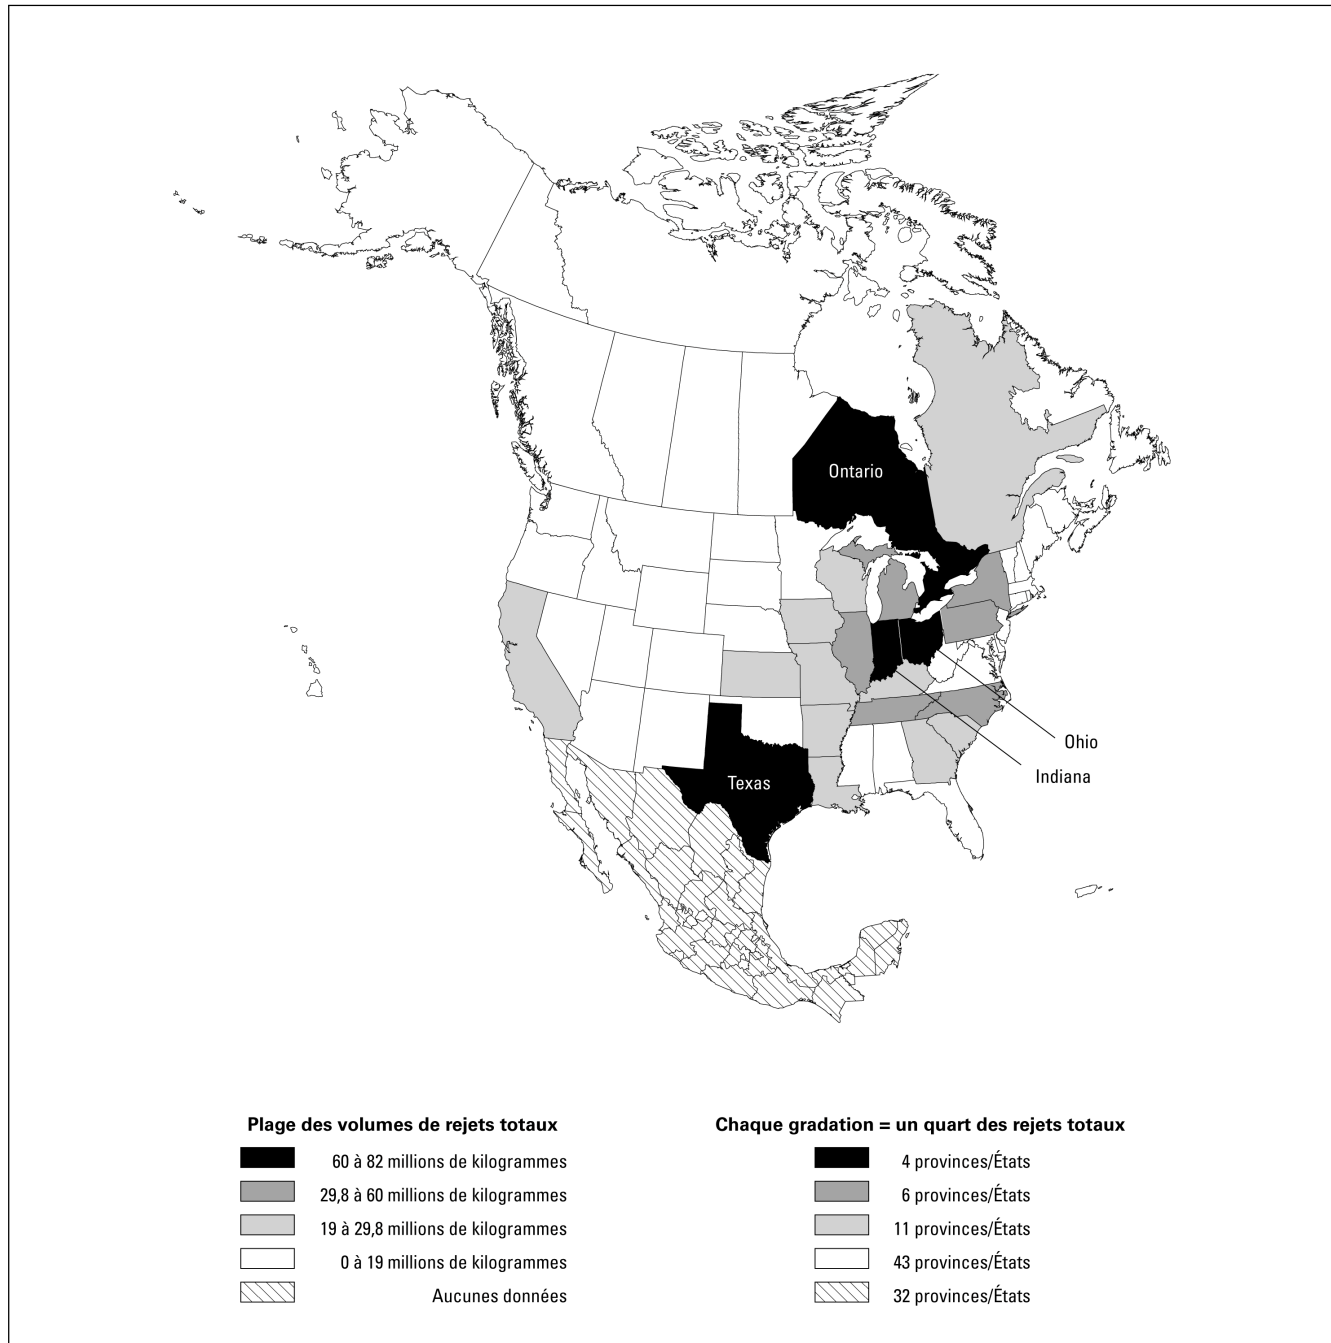 Ontario
Ohio
Indiana
Texas
Plage des volumes de rejets totaux
60 à 82 millions de kilogrammes
29,8 à 60 millions de kilogrammes
19 à 29,8 millions de kilogrammes
0 à 19 millions de kilogrammes
Aucunes données
Chaque gradation = un quart des rejets totaux
4 provinces/États
6 provinces/États
11 provinces/États
43 provinces/États
32 provinces/États